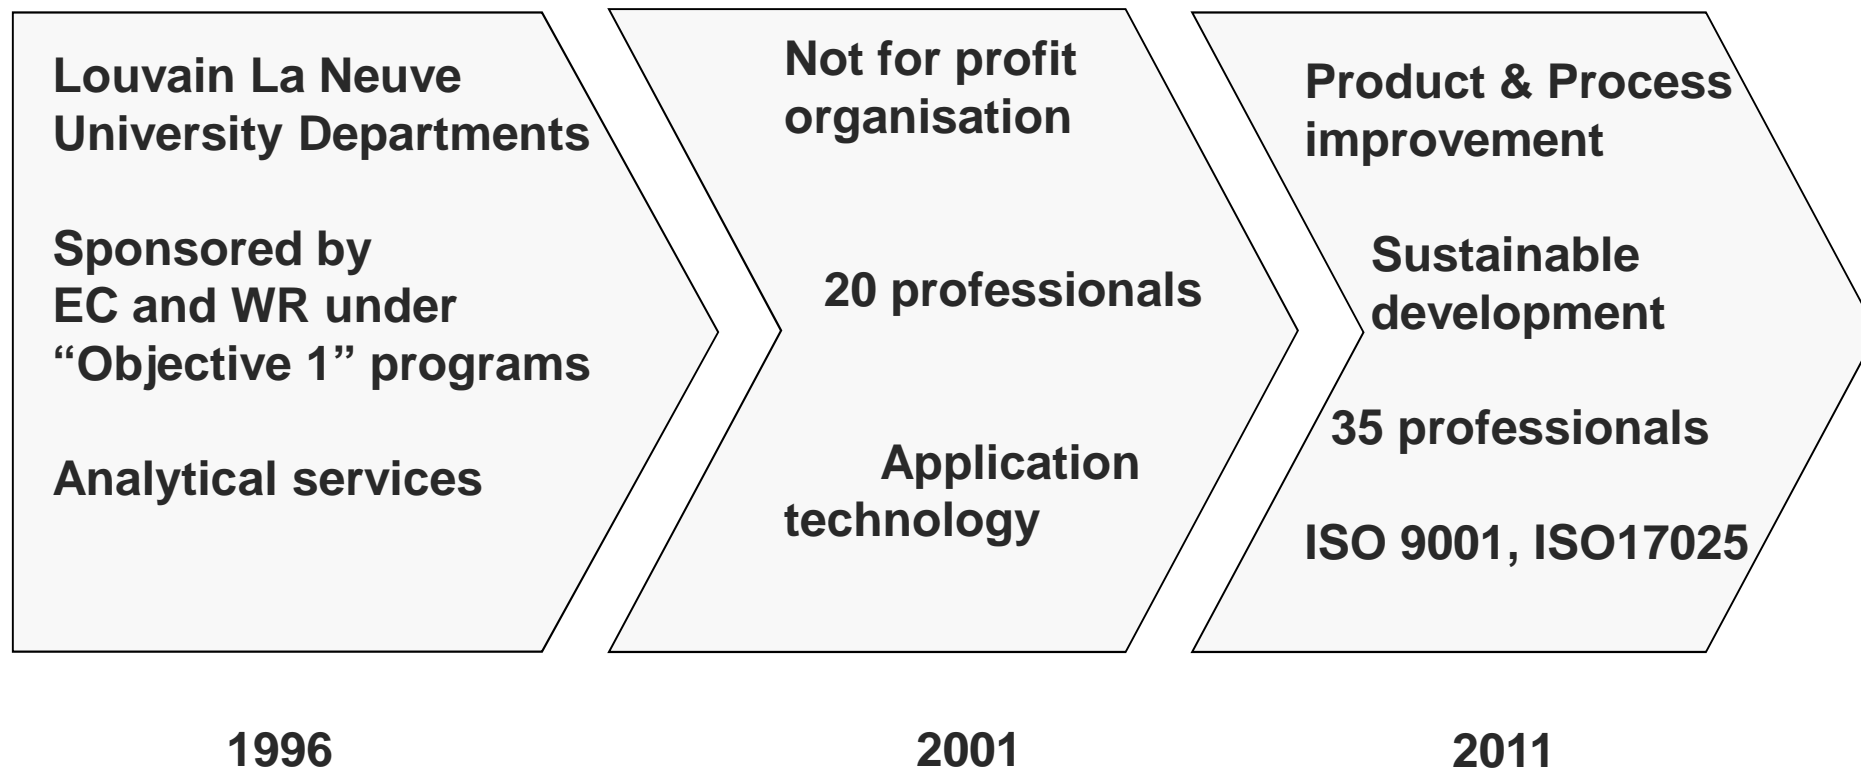 Louvain La Neuve
University Departments
Sponsored by
EC and WR under
“Objective 1” programs
Analytical services
Not for profit
organisation
20 professionals
Application
technology
Product & Process
improvement
Sustainable
development
35 professionals
ISO 9001, ISO17025
1996
2001
2011